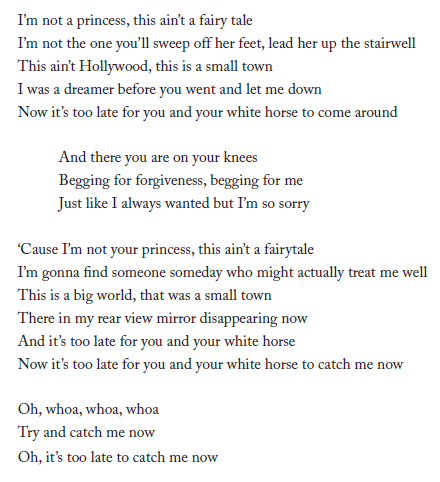 I'm not a princess, this ain't a fairy tale
I'm not the one you'll sweep off her feet, lead her up the stairwell
This ain't Hollywood, this is a small town
I was a dreamer before you went and let me down
Now it's too late for you and your white horse to come around

And there you are on your knees
Begging for forgiveness, begging for me
Just like I always wanted but I'm so sorry

‘Cause I'm not your princess, this ain't a fairytale
I'm gonna find someone someday who might actually treat me well
This is a big world, that was a small town
There in my rear view mirror disappearing now
And it's too late for you and your white horse
Now it's too late for you and your white horse to catch me now

Oh, whoa, whoa, whoa
Try and catch me now
Oh, it's too late to catch me now